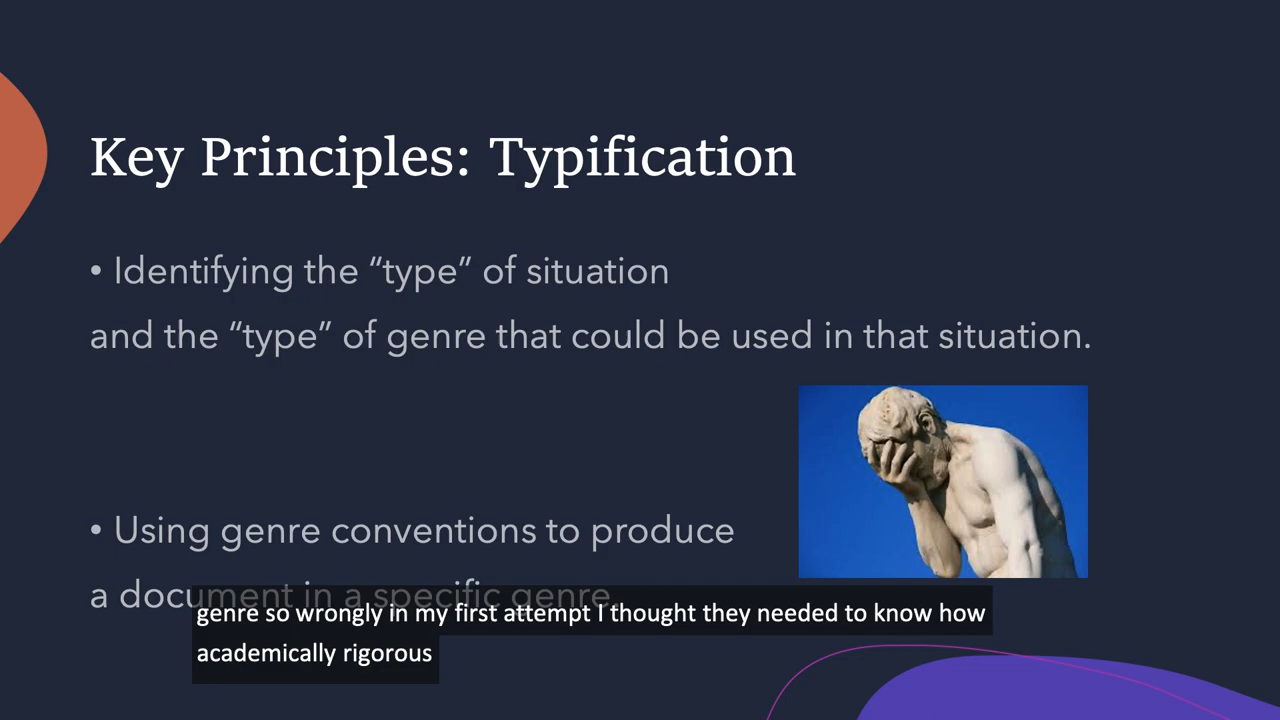 Key Principles: Typification
• Identifying the “type” of situation
and the “type” of genre that could be used in that situation.
• Using genre conventions to produce
a document in a specific genre.
genre so wrongly in my first attempt I thought they needed to know how
academically rigorous